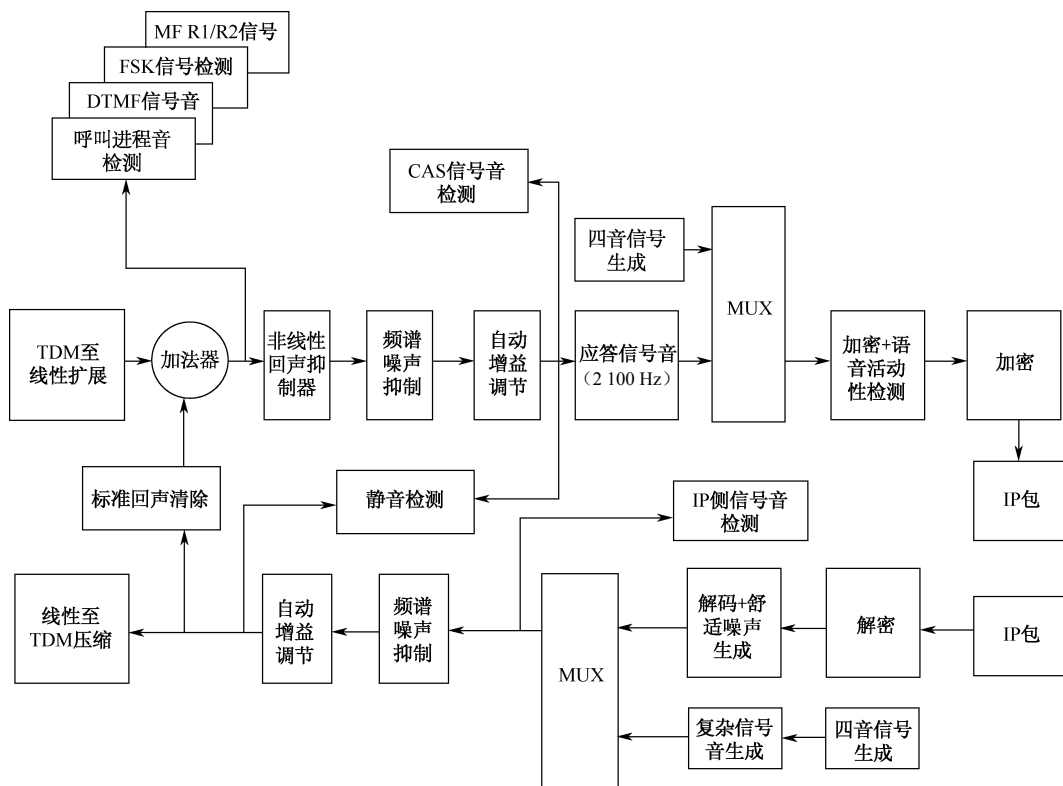 MF R1/R2信号
FSK信号检测
DTMF信号音
呼叫进程音
检测
CAS信号音
检测
四音信号
生成
MUX
TDM至
线性扩展
加法器
非线性
回声抑
制器
频谱
噪声
抑制
自动
增益
调节
应答信号音
（2 100 Hz）
加密+语
音活动
性检测
加密
标准回声清除
静音检测
IP侧信号音
检测
IP包
线性至
TDM压缩
自动
增益
调节
频谱
噪声
抑制
MUX
解码+舒
适噪声
生成
解密
IP包
复杂信号
音生成
四音信号
生成